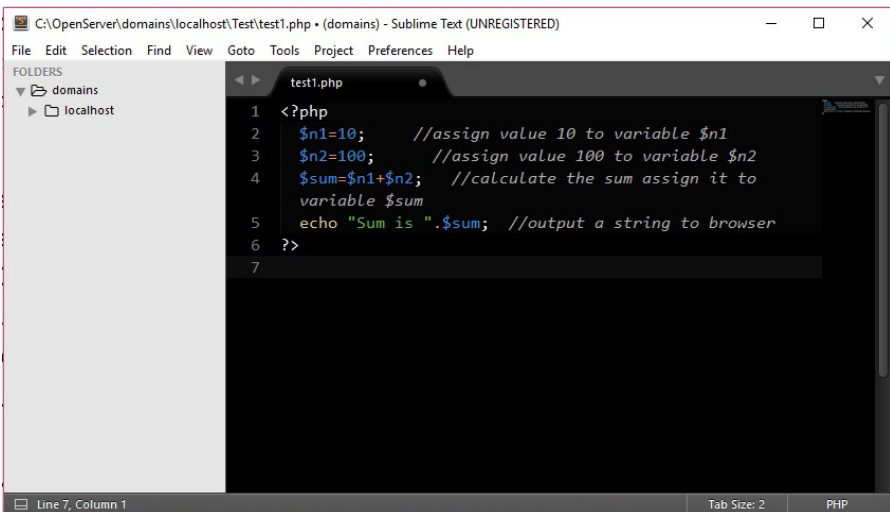 C:\OpenServer\domains\localhost\Test\test1.php • (domains) - Sublime Text (UNREGISTERED)
File Edit Selection Find View Goto Tools Project Preferences Help
FOLDERS
domains
localhost
test1.php
1 <?php
2 $n1=10; //assign value 10 to variable $n1
3 $n2=100; //assign value 100 to variable $n2
4 $sum=$n1+$n2; //calculate the sum assign it to
variable $sum
5 echo "Sum is ".$sum; //output a string to browser
6 ?>
7
Line 7, Column 1 Tab Size: 2 PHP